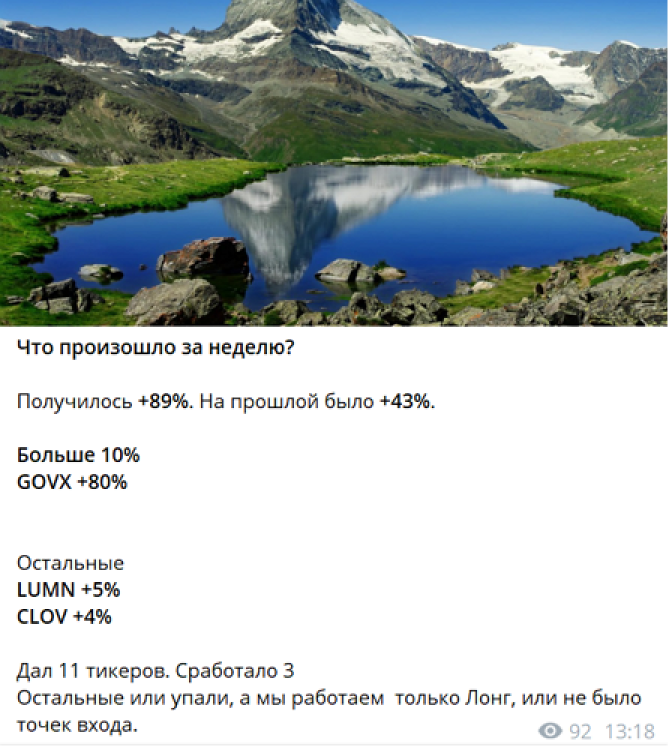 Что произошло за неделю?
Получилось +89%. На прошлой было +43%.
Больше 10%
GOVX +80%
Остальные
LUMN +5%
CLOV +4%
Дал 11 тикеров. Сработало 3
Остальные или упали, а мы работаем только Лонг, или не было
точек входа.
92 13:18